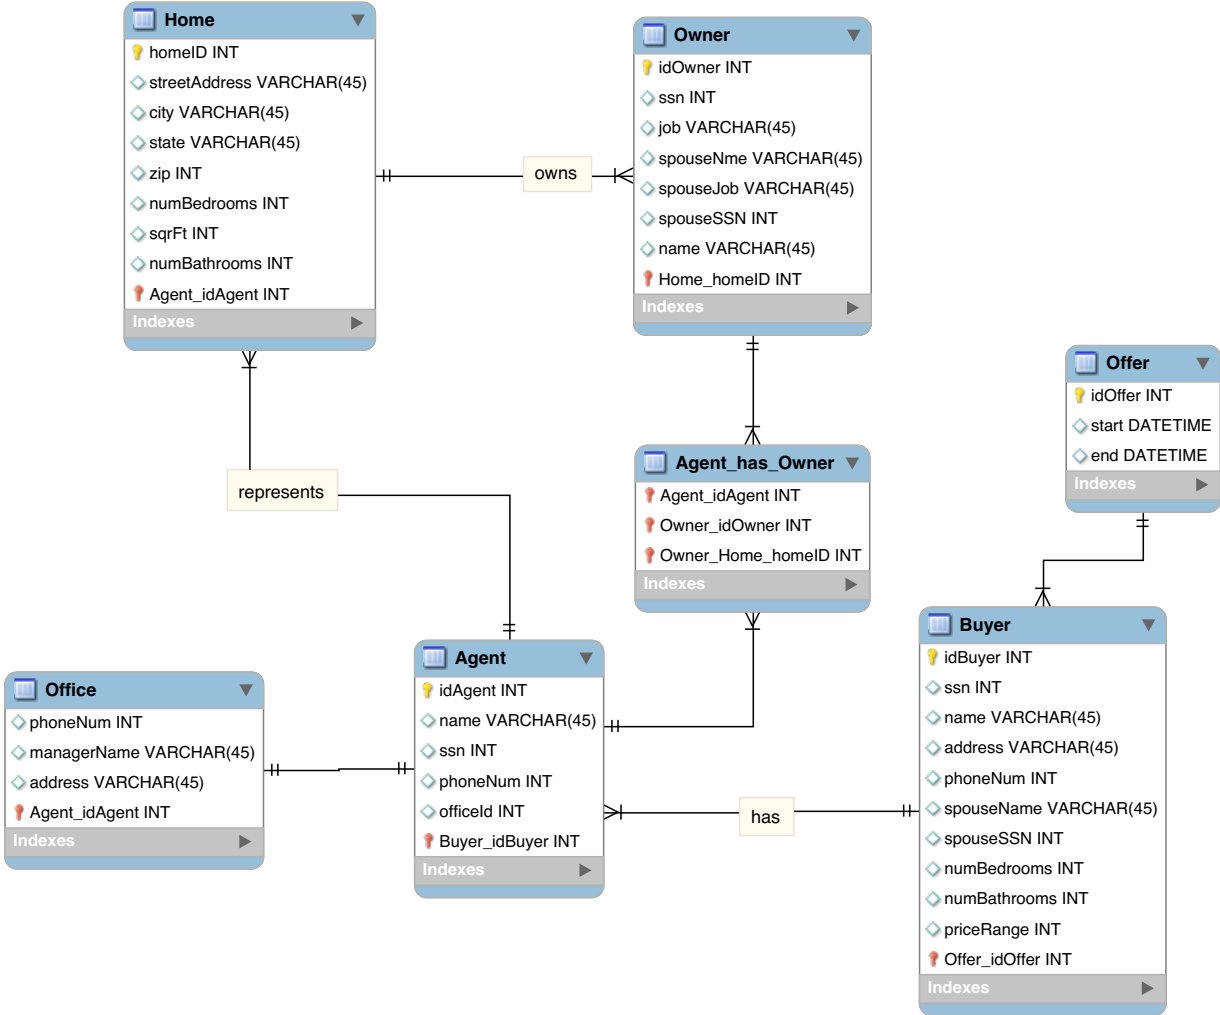 Home
homeID INT
streetAddress VARCHAR(45)
city VARCHAR(45)
state VARCHAR(45)
zip INT
numBedrooms INT
sqrFt INT
numBathrooms INT
Agent_idAgent INT
Indexes
owns
Owner
idOwner INT
ssn INT
job VARCHAR(45)
spouseNme VARCHAR(45)
spouseJob VARCHAR(45)
spouseSSN INT
name VARCHAR(45)
Home_homeID INT
Indexes
Offer
idOffer INT
start DATETIME
end DATETIME
Indexes
represents
Agent_has_Owner
Agent_idAgent INT
Owner_idOwner INT
Owner_Home_homeID INT
Indexes
Office
phoneNum INT
managerName VARCHAR(45)
address VARCHAR(45)
Agent_idAgent INT
Indexes
Agent
idAgent INT
name VARCHAR(45)
ssn INT
phoneNum INT
officeId INT
Buyer_idBuyer INT
Indexes
has
Buyer
idBuyer INT
ssn INT
name VARCHAR(45)
address VARCHAR(45)
phoneNum INT
spouseName VARCHAR(45)
spouseSSN INT
numBedrooms INT
numBathrooms INT
priceRange INT
Offer_idOffer INT
Indexes